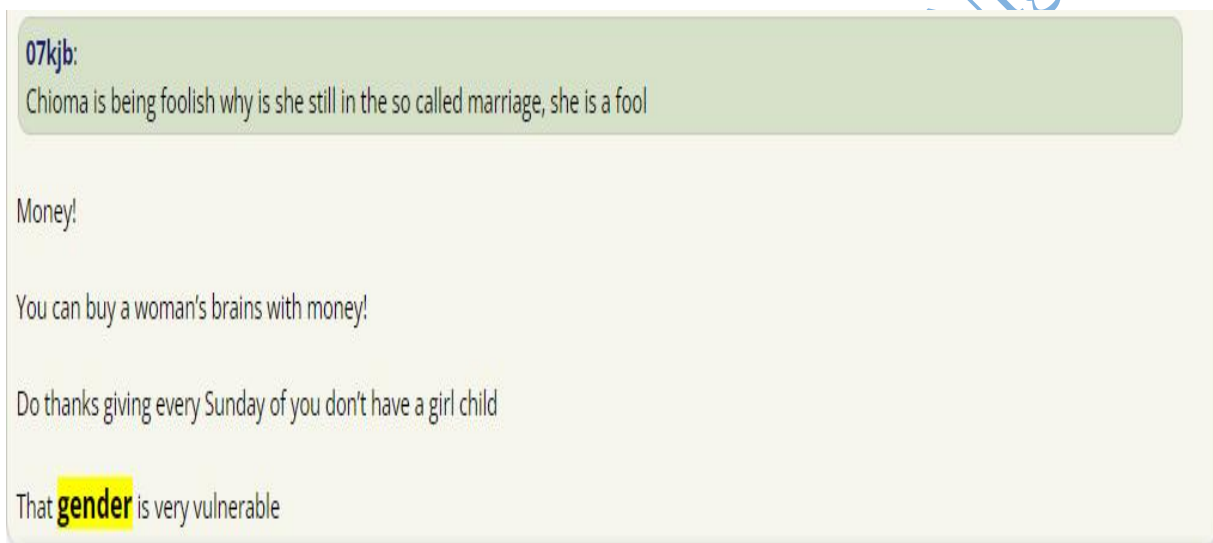 07kjb:
Chioma is being foolish why is she still in the so called marriage, she is a fool
Money!
You can buy a woman's brains with money!
Do thanks giving every Sunday of you don't have a girl child
That gender is very vulnerable